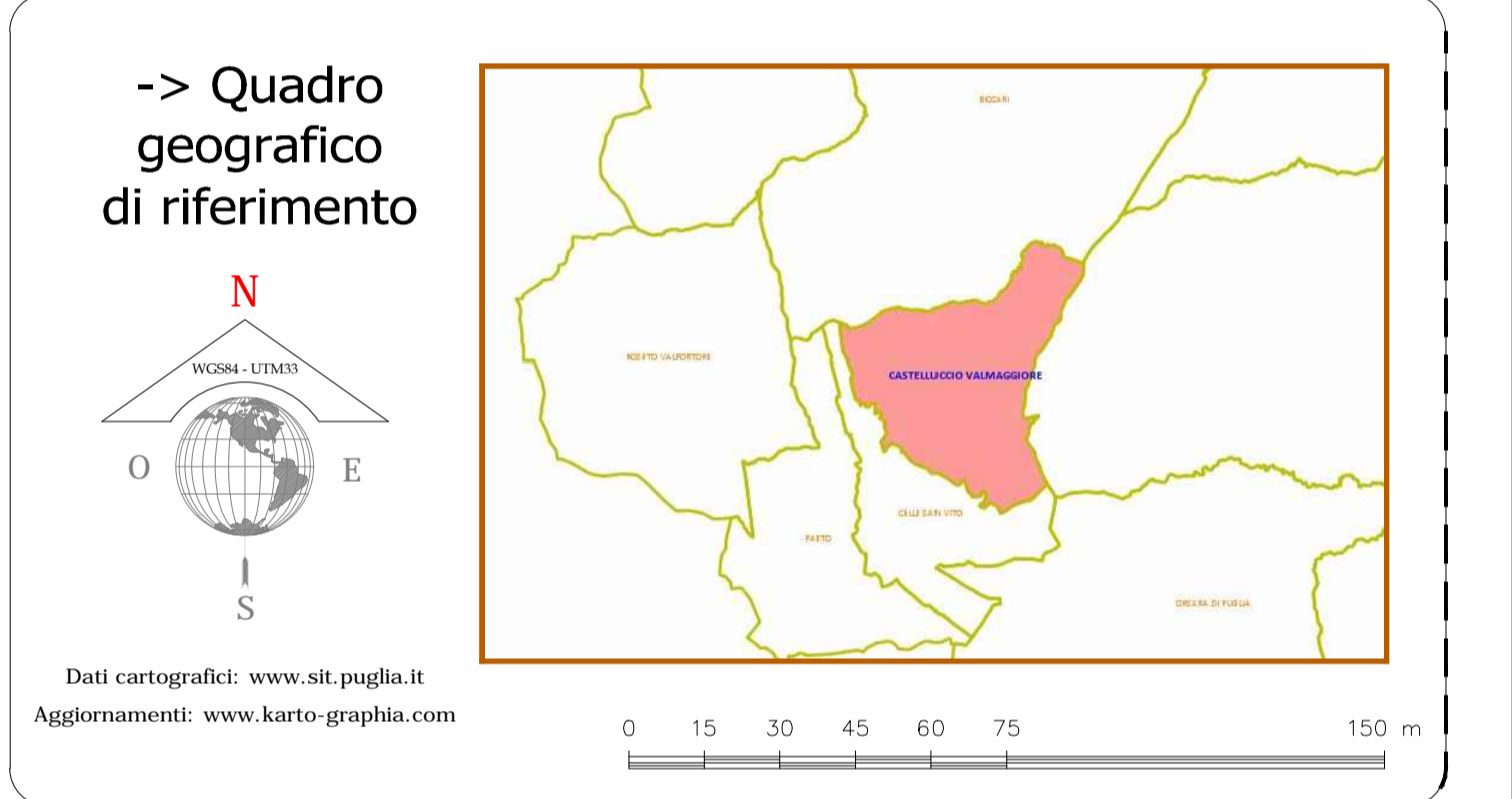 -> Quadro
geografico
di riferimento
N
WGS84 - UTM33
O
E
S
Dati cartografici: www.sit.puglia.it
Aggiornamenti: www.karto-graphia.com
BICCARI
ROSETO VALFORTORE
CASTELLUCCIO VALMAGGIORE
CELLE SAN VITO
FAETO
ORSARA DI PUGLIA
0 15 30 45 60 75 150 m